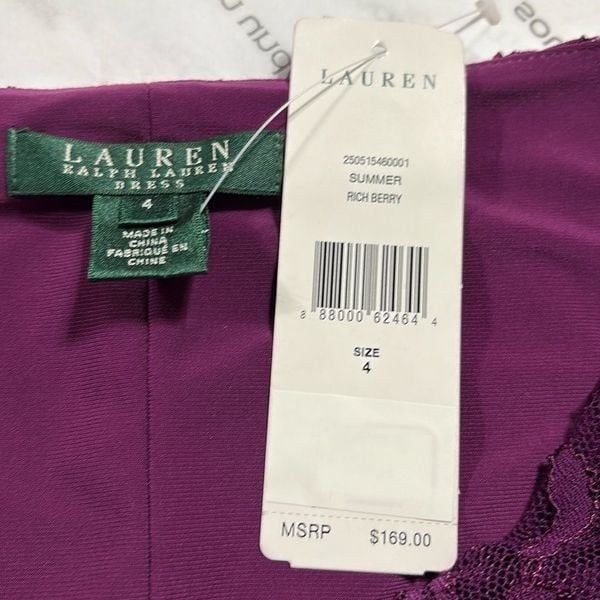 LAUREN
RALPH LAUREN
DRESS
4
MADE IN
CHINA
FABRIQUÉ EN
CHINE
LAUREN
250515460001
SUMMER
RICH BERRY
8 88000 62464 4
SIZE
4
MSRP $169.00